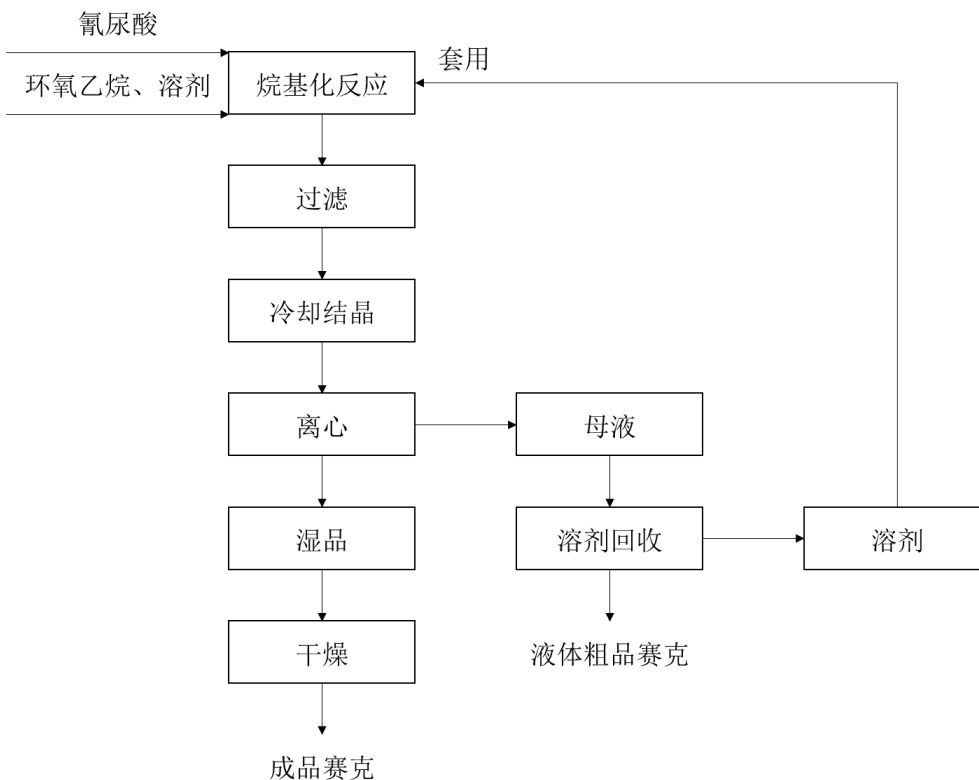 氰尿酸
环氧乙烷、溶剂
烷基化反应
套用
过滤
冷却结晶
离心
母液
湿品
溶剂回收
溶剂
干燥
液体粗品赛克
成品赛克